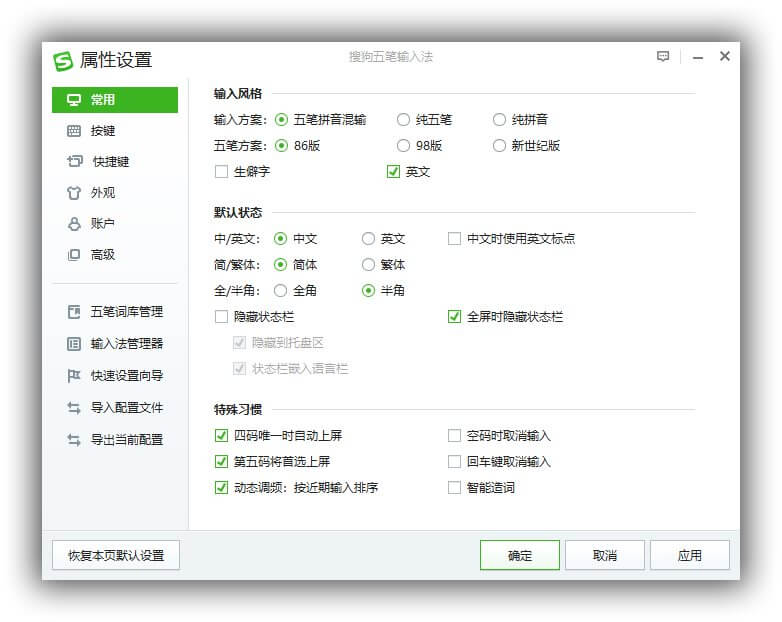 属性设置
搜狗五笔输入法
常用
按键
快捷键
外观
账户
高级
五笔词库管理
输入法管理器
快速设置向导
导入配置文件
导出当前配置
输入风格
输入方案： 五笔拼音混输 纯五笔 纯拼音
五笔方案： 86版 98版 新世纪版
生僻字 英文
默认状态
中/英文： 中文 英文 中文时使用英文标点
简/繁体： 简体 繁体
全/半角： 全角 半角
隐藏状态栏 全屏时隐藏状态栏
隐藏到托盘区
状态栏嵌入语言栏
特殊习惯
四码唯一时自动上屏 空码时取消输入
第五码将首选上屏 回车键取消输入
动态调频：按近期输入排序 智能造词
恢复本页默认设置 确定 取消 应用